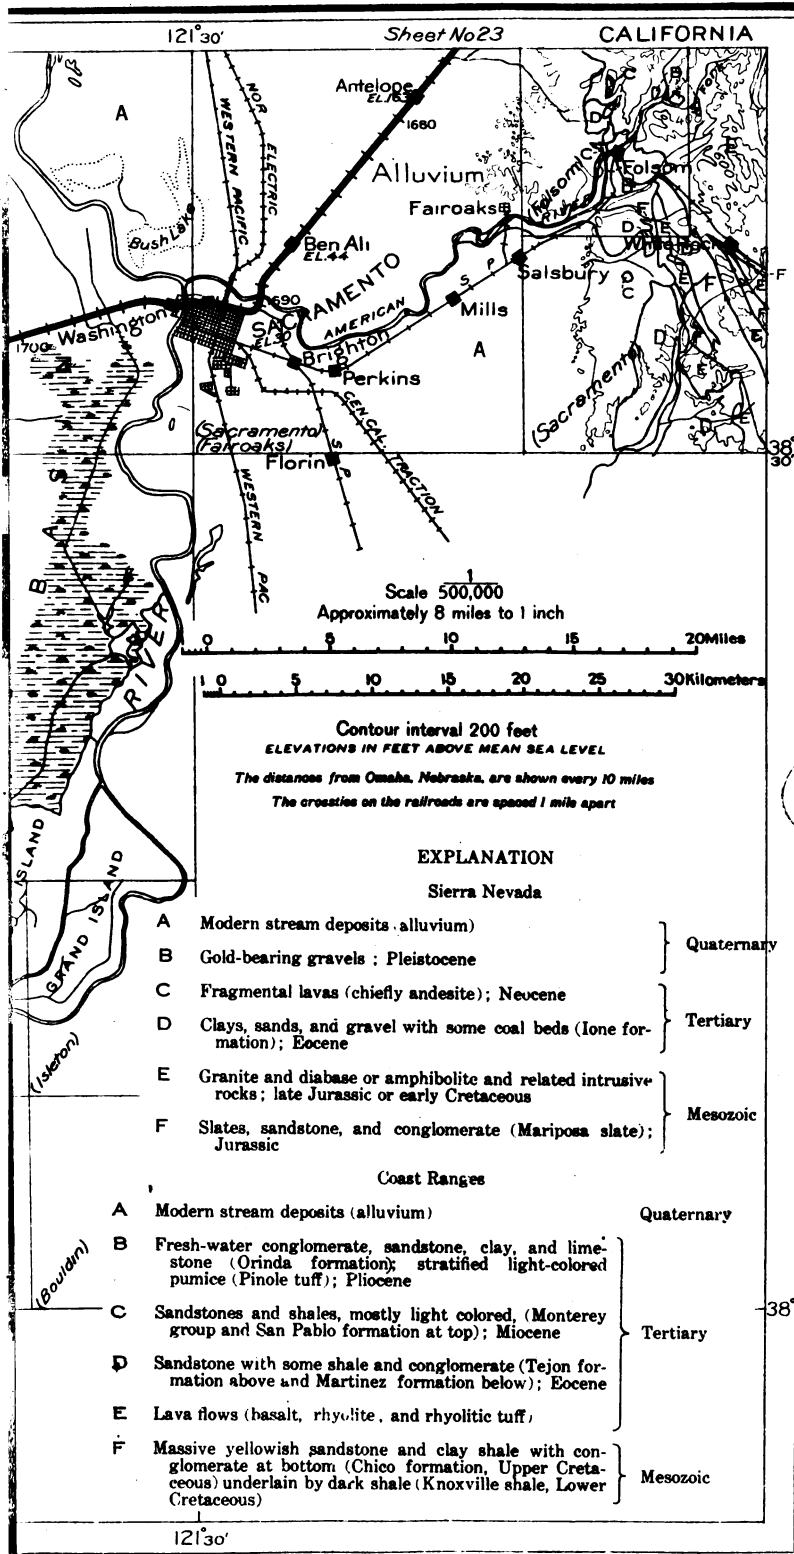 121°30'
Sheet No 23
CALIFORNIA
Antelope
EL.163
1680
A
NOR. ELECTRIC
WESTERN PACIFIC
Alluvium
Folsom
Fairoaks
Bush Lake
Ben Ali
EL.44
White Rock
Salsbury
SACRAMENTO
EL.30
1690
AMERICAN
RIVER
S P
Mills
A
Washington
1700
Brighton
Perkins
(Sacramento)
(Sacramento)
(Fairoaks)
Florin
S P
CEN CAL TRACTION
WESTERN
PAC
38°
30'
B A S
RIVER
Scale 1/500,000
Approximately 8 miles to 1 inch
0 5 10 15 20 Miles
1 0 5 10 15 20 25 30 Kilometers
Contour interval 200 feet
ELEVATIONS IN FEET ABOVE MEAN SEA LEVEL
The distances from Omaha, Nebraska, are shown every 10 miles
The crossties on the railroads are spaced 1 mile apart
ISLAND
GRAND ISLAND
(Isleton)
(Bouldin)
EXPLANATION
Sierra Nevada
A Modern stream deposits (alluvium)
B Gold-bearing gravels ; Pleistocene
Quaternary
C Fragmental lavas (chiefly andesite); Neocene
D Clays, sands, and gravel with some coal beds (Ione for-
mation); Eocene
Tertiary
E Granite and diabase or amphibolite and related intrusive
rocks; late Jurassic or early Cretaceous
F Slates, sandstone, and conglomerate (Mariposa slate);
Jurassic
Mesozoic
Coast Ranges
A Modern stream deposits (alluvium) Quaternary
B Fresh-water conglomerate, sandstone, clay, and lime-
stone (Orinda formation); stratified light-colored
pumice (Pinole tuff); Pliocene
C Sandstones and shales, mostly light colored, (Monterey
group and San Pablo formation at top); Miocene
Tertiary
D Sandstone with some shale and conglomerate (Tejon for-
mation above and Martinez formation below); Eocene
E Lava flows (basalt, rhyolite, and rhyolitic tuff)
F Massive yellowish sandstone and clay shale with con-
glomerate at bottom (Chico formation, Upper Creta-
ceous) underlain by dark shale (Knoxville shale, Lower
Cretaceous)
Mesozoic
38°
121°30'